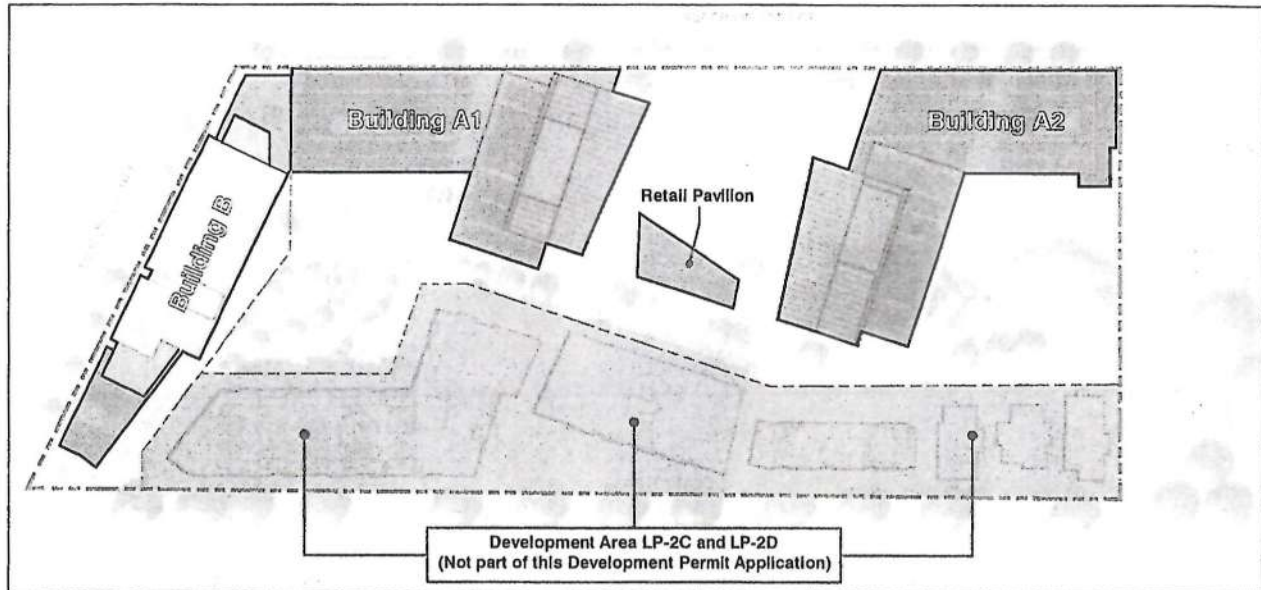 Building A1
Building A2
Retail Pavilion
Building B
Development Area LP-2C and LP-2D
(Not part of this Development Permit Application)